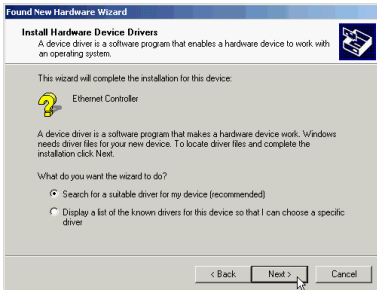 Found New Hardware Wizard
Install Hardware Device Drivers
A device driver is a software program that enables a hardware device to work with
an operating system.
This wizard will complete the installation for this device:
Ethernet Controller
A device driver is a software program that makes a hardware device work. Windows
needs driver files for your new device. To locate driver files and complete the
installation click Next.
What do you want the wizard to do?
Search for a suitable driver for my device (recommended)
Display a list of the known drivers for this device so that I can choose a specific
driver
< Back Next > Cancel